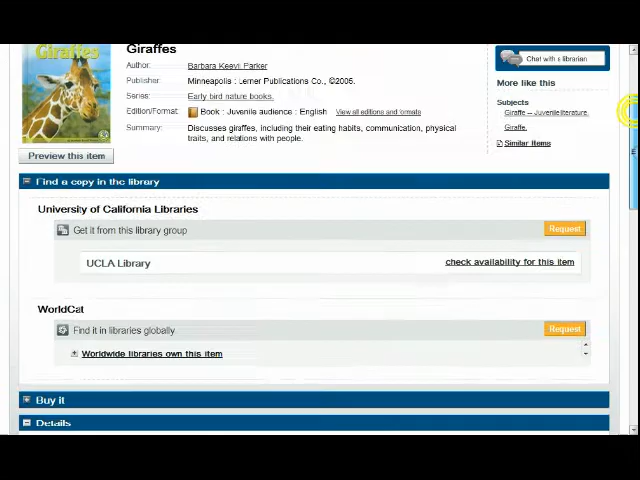 Giraffes
Giraffes
Author: Barbara Keevil Parker
Publisher: Minneapolis : Lerner Publications Co., ©2005.
Series: Early bird nature books.
Edition/Format: Book : Juvenile audience : English View all editions and formats
Summary: Discusses giraffes, including their eating habits, communication, physical
traits, and relations with people.
Preview this item
Chat with a librarian
More like this
Subjects
Giraffe -- Juvenile literature.
Giraffe.
Similar Items
Find a copy in the library
University of California Libraries
Get it from this library group Request
UCLA Library check availability for this item
WorldCat
Find it in libraries globally Request
Worldwide libraries own this item
Buy it
Details